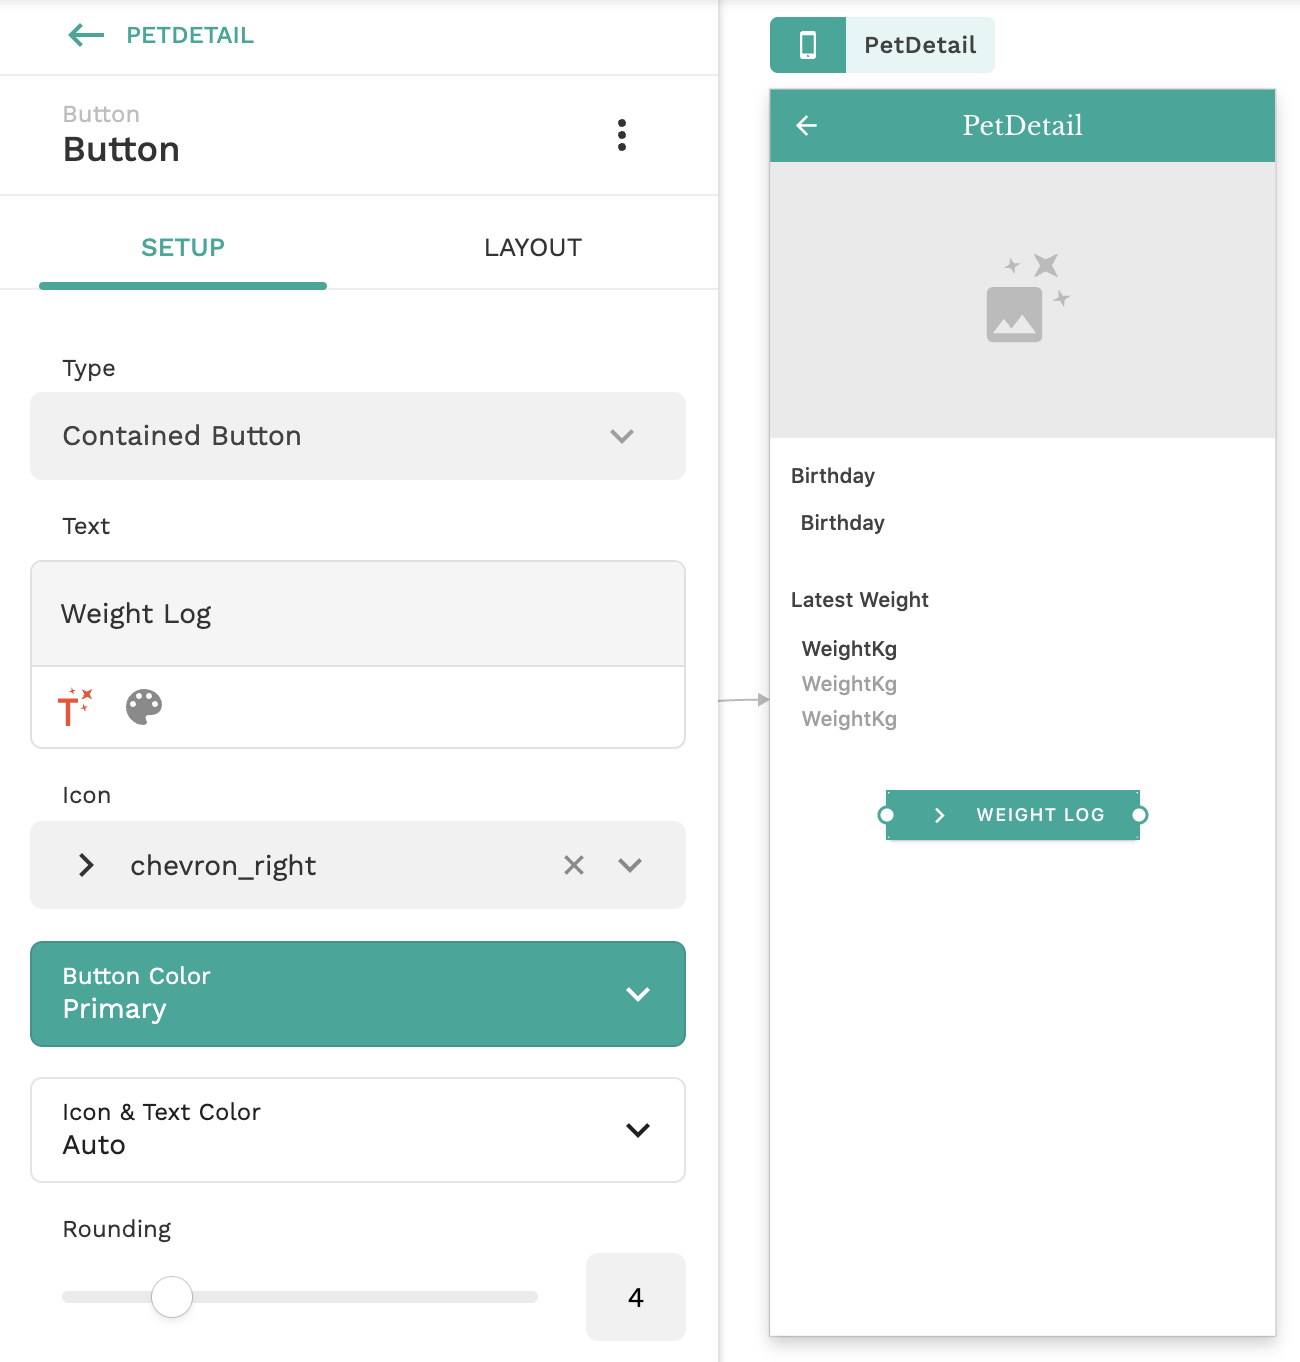 PETDETAIL
Button
Button
SETUP
LAYOUT
Type
Contained Button
Text
Weight Log
T
Icon
chevron_right
Button Color
Primary
Icon & Text Color
Auto
Rounding
4
PetDetail
PetDetail
Birthday
Birthday
Latest Weight
WeightKg
WeightKg
WeightKg
WEIGHT LOG